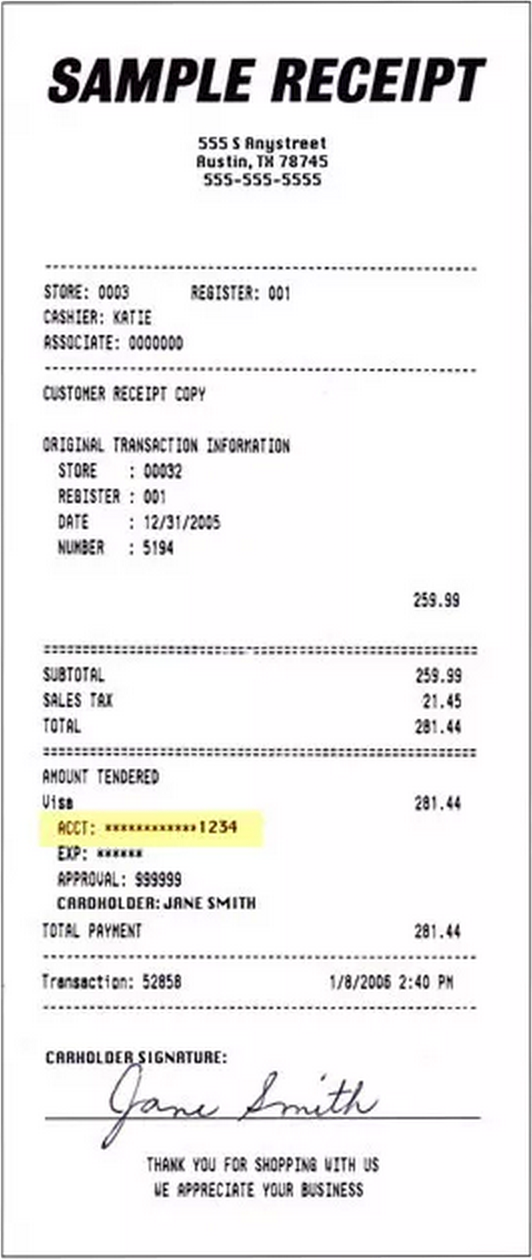 SAMPLE RECEIPT
555 S Anystreet
Austin, TX 78745
555-555-5555
STORE: 0003 REGISTER: 001
CASHIER: KATIE
ASSOCIATE: 0000000
CUSTOMER RECEIPT COPY
ORIGINAL TRANSACTION INFORMATION
STORE : 00032
REGISTER : 001
DATE : 12/31/2005
NUMBER : 5194
259.99
SUBTOTAL 259.99
SALES TAX 21.45
TOTAL 281.44
AMOUNT TENDERED
Visa 281.44
ACCT: ************1234
EXP: ******
APPROVAL: 999999
CARDHOLDER: JANE SMITH
TOTAL PAYMENT 281.44
Transaction: 52858 1/8/2006 2:40 PM
CARHOLDER SIGNATURE:
Jane Smith
THANK YOU FOR SHOPPING WITH US
WE APPRECIATE YOUR BUSINESS